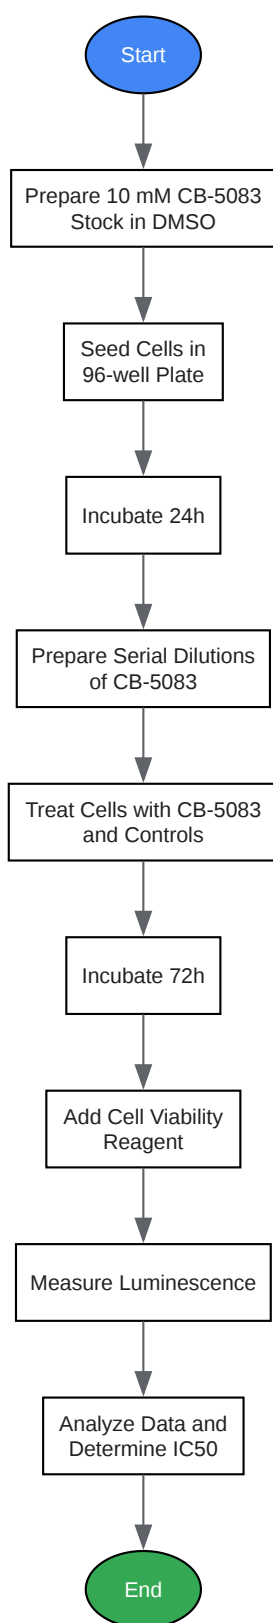 Start
Prepare 10 mM CB-5083
Stock in DMSO
Seed Cells in
96-well Plate
Incubate 24h
Prepare Serial Dilutions
of CB-5083
Treat Cells with CB-5083
and Controls
Incubate 72h
Add Cell Viability
Reagent
Measure Luminescence
Analyze Data and
Determine IC50
End